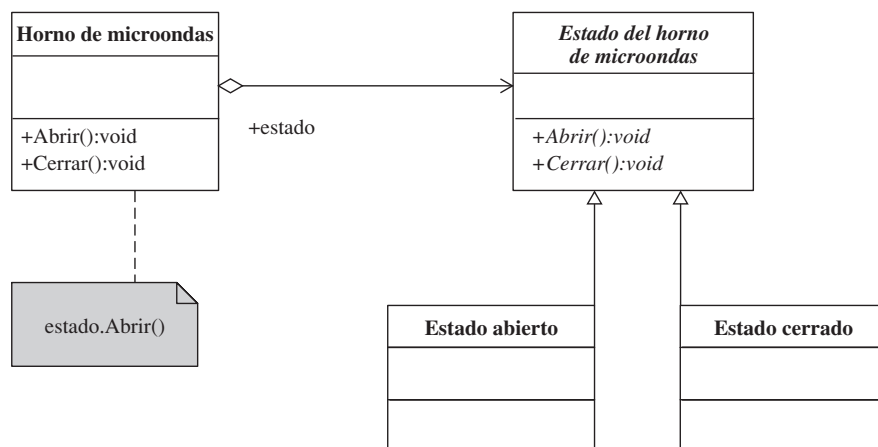 Horno de microondas
+Abrir():void
+Cerrar():void
+estado
Estado del horno
de microondas
+Abrir():void
+Cerrar():void
estado.Abrir()
Estado abierto
Estado cerrado